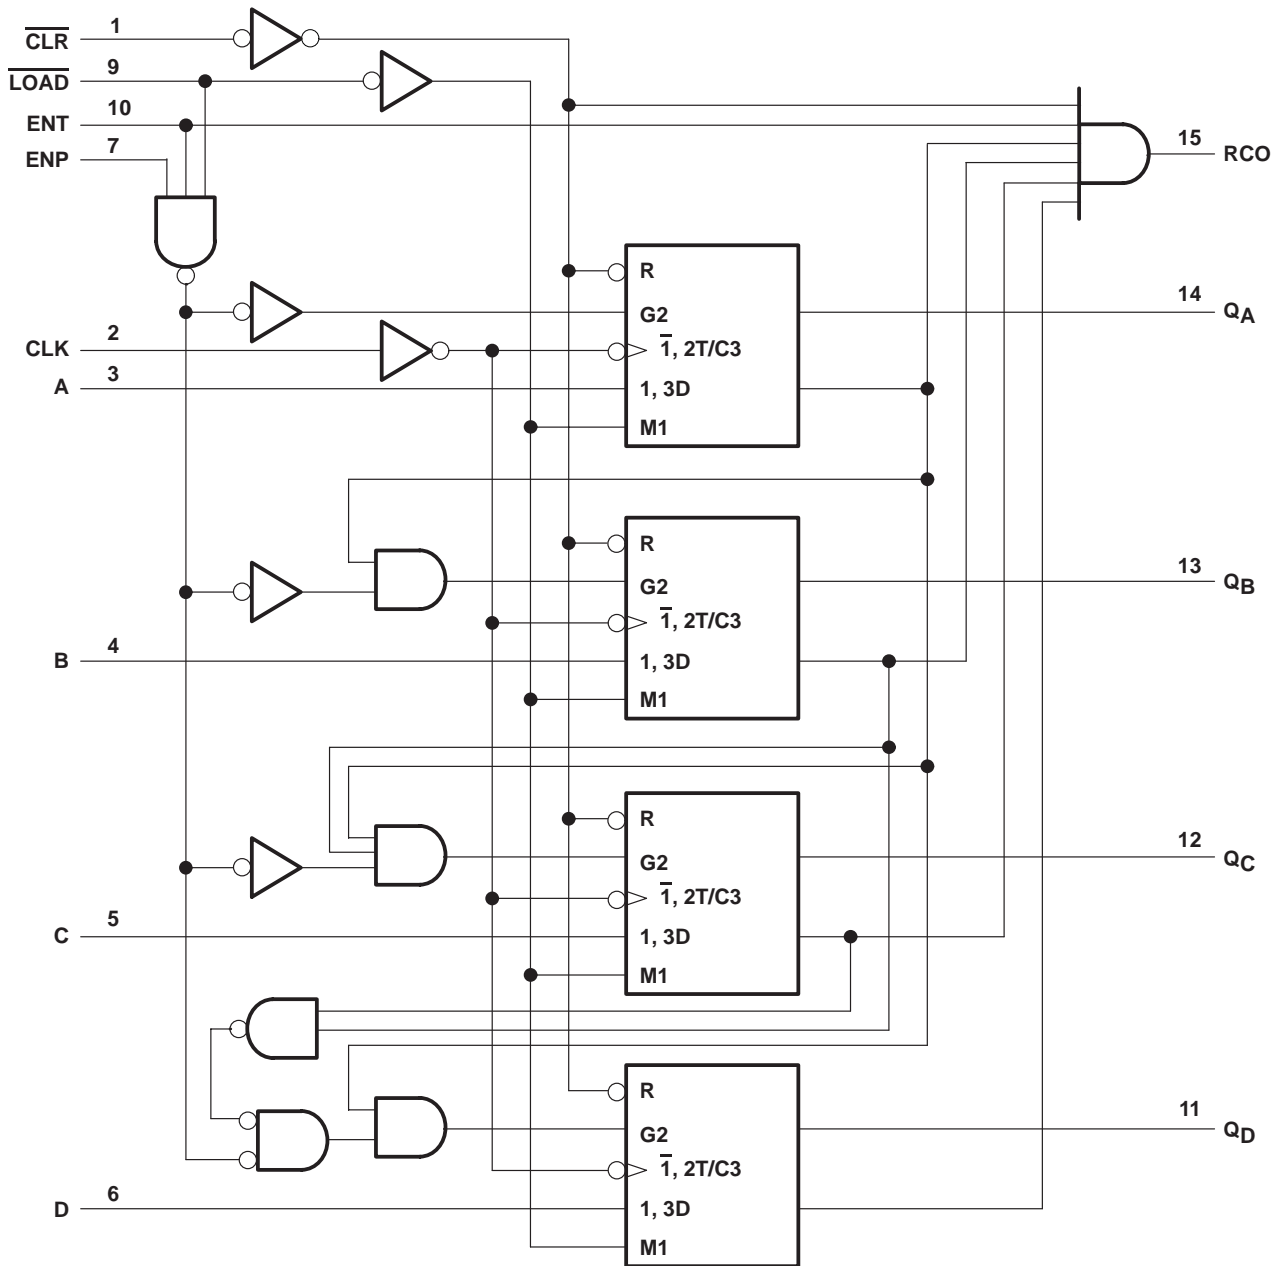 C̅L̅R̅ 1
L̅O̅A̅D̅ 9
ENT 10
ENP 7
15 RCO
R
G2
14 QA
CLK 2
1̅, 2T/C3
A 3
1, 3D
M1
R
G2
13 QB
1̅, 2T/C3
B 4
1, 3D
M1
R
G2
12 QC
1̅, 2T/C3
C 5
1, 3D
M1
R
G2
11 QD
1̅, 2T/C3
D 6
1, 3D
M1